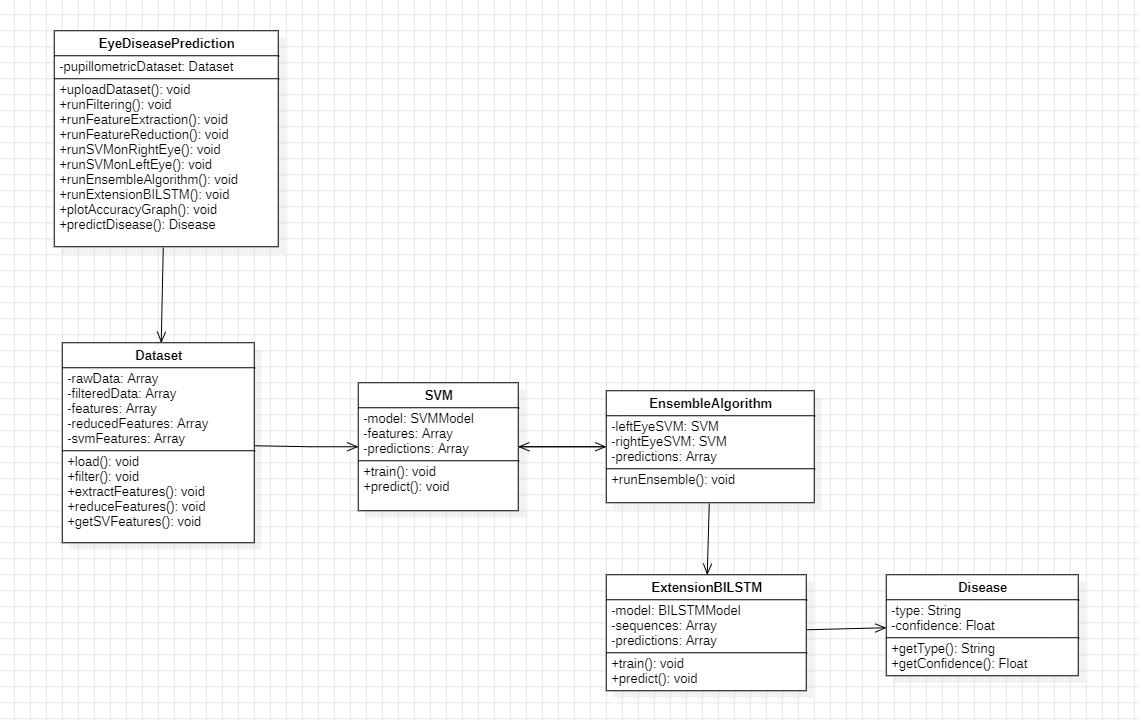 EyeDiseasePrediction
-pupillometricDataset: Dataset
+uploadDataset(): void
+runFiltering(): void
+runFeatureExtraction(): void
+runFeatureReduction(): void
+runSVMonRightEye(): void
+runSVMonLeftEye(): void
+runEnsembleAlgorithm(): void
+runExtensionBILSTM(): void
+plotAccuracyGraph(): void
+predictDisease(): Disease
Dataset
-rawData: Array
-filteredData: Array
-features: Array
-reducedFeatures: Array
-svmFeatures: Array
+load(): void
+filter(): void
+extractFeatures(): void
+reduceFeatures(): void
+getSVFeatures(): void
SVM
-model: SVMModel
-features: Array
-predictions: Array
+train(): void
+predict(): void
EnsembleAlgorithm
-leftEyeSVM: SVM
-rightEyeSVM: SVM
-predictions: Array
+runEnsemble(): void
ExtensionBILSTM
-model: BILSTMModel
-sequences: Array
-predictions: Array
+train(): void
+predict(): void
Disease
-type: String
-confidence: Float
+getType(): String
+getConfidence(): Float